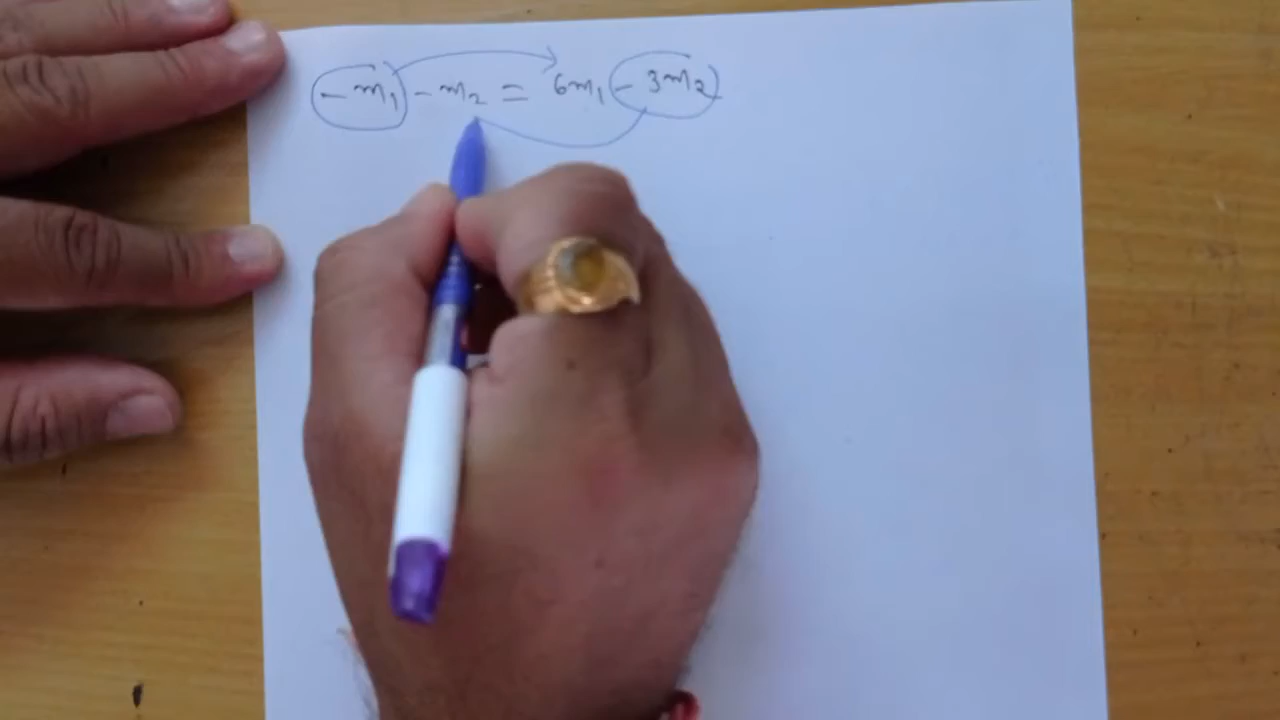 - m₁ - m₂ = 6m₁ - 3m₂